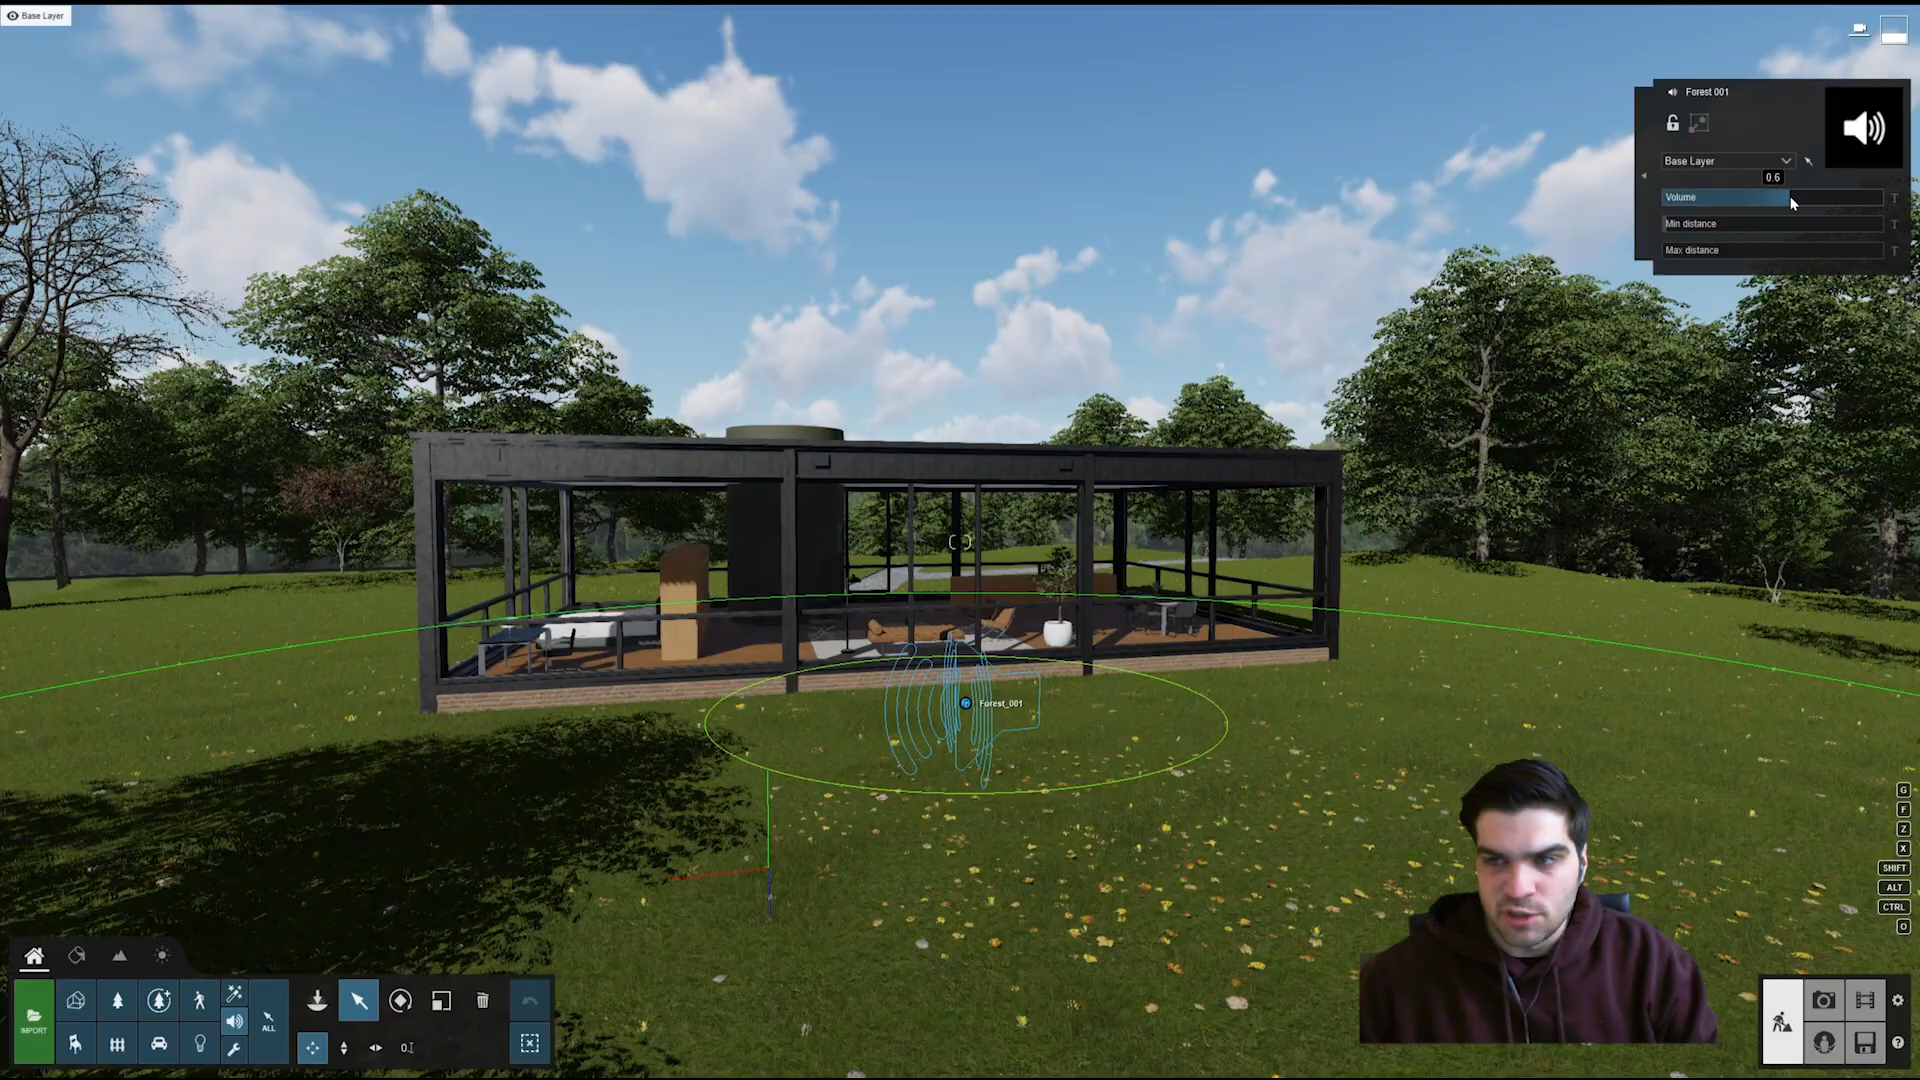 Base Layer
Forest 001
Base Layer
0.6
Volume
T
Min distance
T
Max distance
T
Forest_001
G
F
Z
X
SHIFT
ALT
CTRL
O
IMPORT
ALL
?